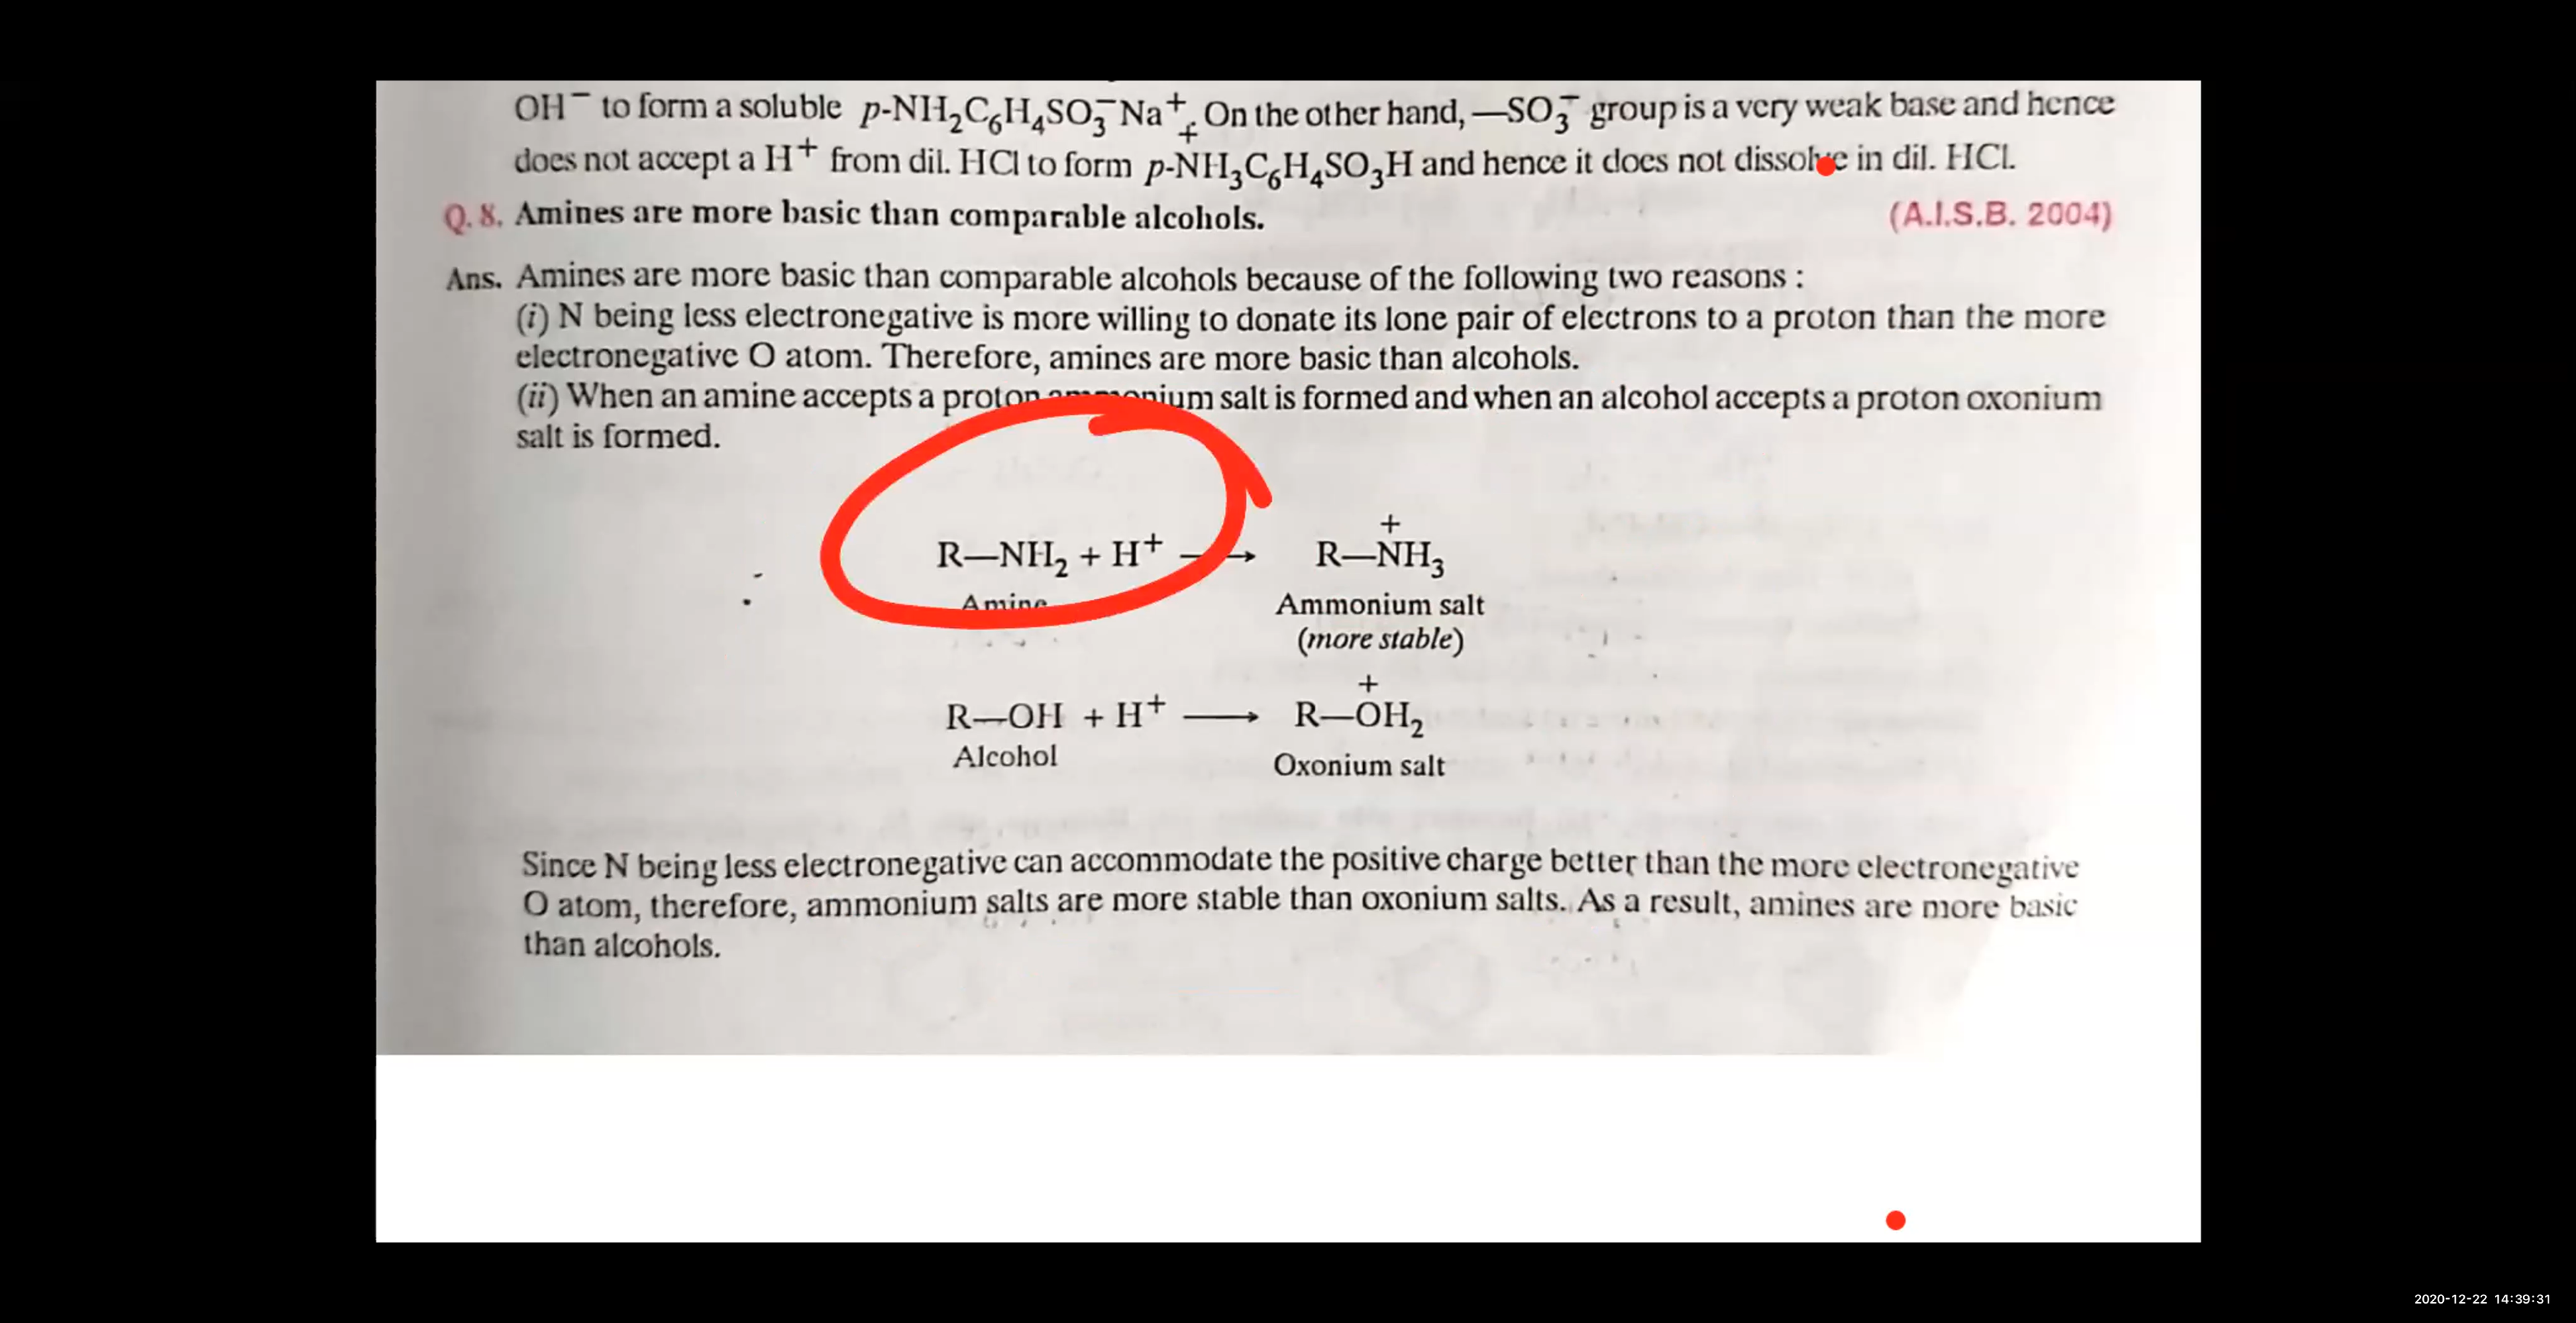 OH⁻ to form a soluble p-NH₂C₆H₄SO₃⁻Na⁺. On the other hand, —SO₃⁻ group is a very weak base and hence
does not accept a H⁺ from dil. HCl to form p-N⁺H₃C₆H₄SO₃H and hence it does not dissolve in dil. HCl.
Q. 8. Amines are more basic than comparable alcohols. (A.I.S.B. 2004)
Ans. Amines are more basic than comparable alcohols because of the following two reasons :
(i) N being less electronegative is more willing to donate its lone pair of electrons to a proton than the more
electronegative O atom. Therefore, amines are more basic than alcohols.
(ii) When an amine accepts a proton ammonium salt is formed and when an alcohol accepts a proton oxonium
salt is formed.
R—NH₂ + H⁺ ⟶ R—N⁺H₃
Amine Ammonium salt
(more stable)
R—OH + H⁺ ⟶ R—O⁺H₂
Alcohol Oxonium salt
Since N being less electronegative can accommodate the positive charge better than the more electronegative
O atom, therefore, ammonium salts are more stable than oxonium salts. As a result, amines are more basic
than alcohols.
2020-12-22 14:39:31